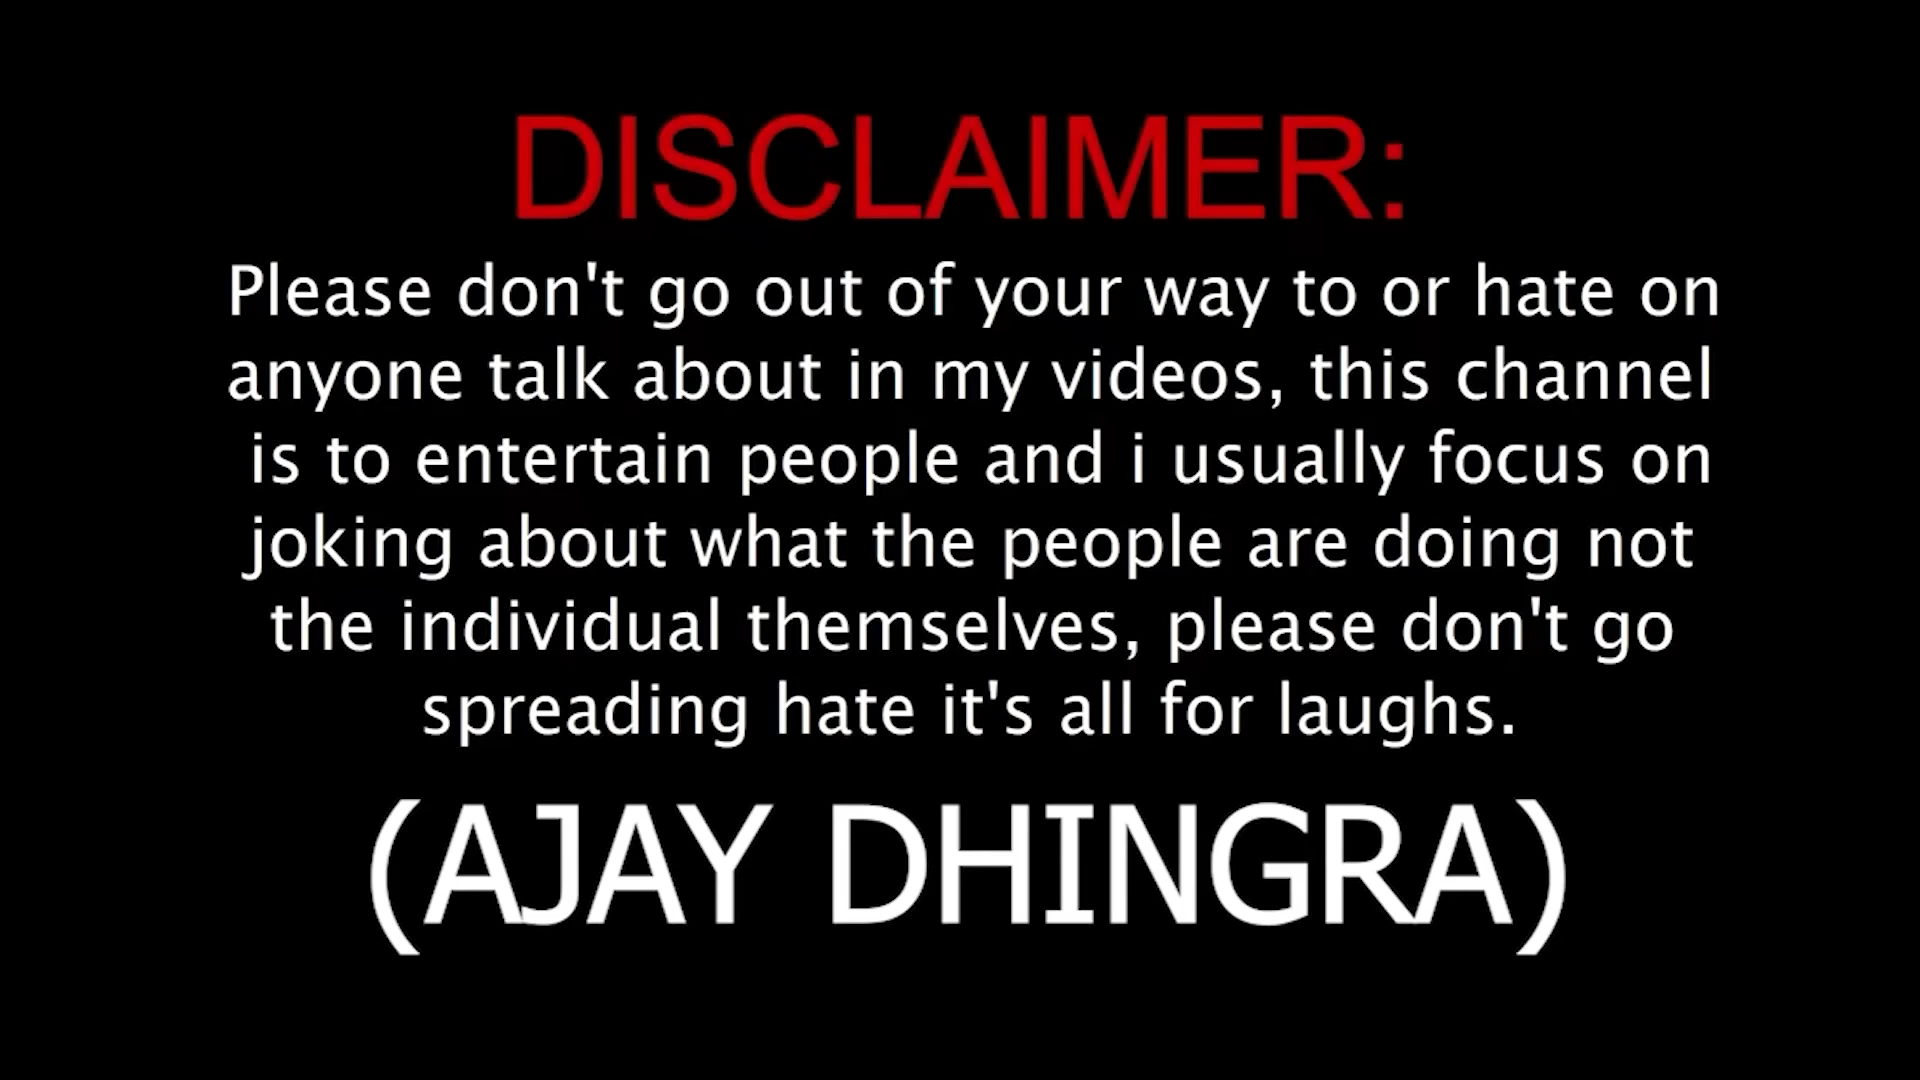 DISCLAIMER:
Please don't go out of your way to or hate on
anyone talk about in my videos, this channel
is to entertain people and i usually focus on
joking about what the people are doing not
the individual themselves, please don't go
spreading hate it's all for laughs.
(AJAY DHINGRA)